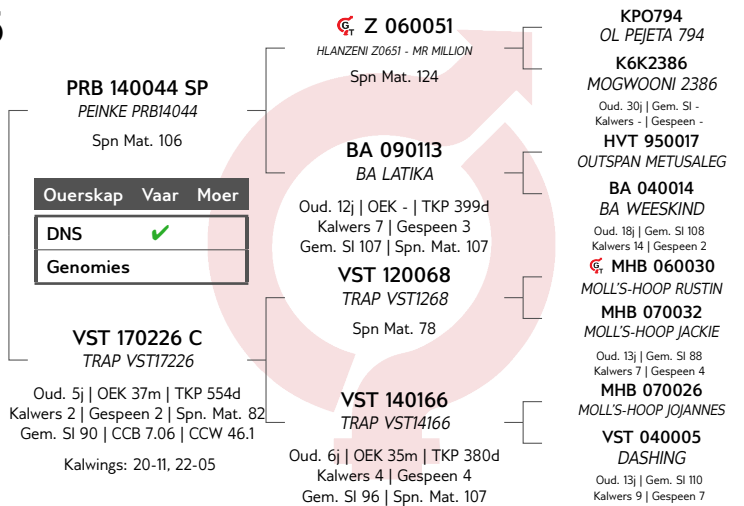 PRB 140044 SP
PEINKE PRB14044
Spn Mat. 106
Ouerskap Vaar Moer
DNS ✔
Genomies
VST 170226 C
TRAP VST17226
Oud. 5j | OEK 37m | TKP 554d
Kalwers 2 | Gespeen 2 | Spn. Mat. 82
Gem. SI 90 | CCB 7.06 | CCW 46.1
Kalwings: 20-11, 22-05
GT Z 060051
HLANZENI Z0651 - MR MILLION
Spn Mat. 124
BA 090113
BA LATIKA
Oud. 12j | OEK - | TKP 399d
Kalwers 7 | Gespeen 3
Gem. SI 107 | Spn. Mat. 107
VST 120068
TRAP VST1268
Spn Mat. 78
VST 140166
TRAP VST14166
Oud. 6j | OEK 35m | TKP 380d
Kalwers 4 | Gespeen 4
Gem. SI 96 | Spn. Mat. 107
KPO794
OL PEJETA 794
K6K2386
MOGWOONI 2386
Oud. 30j | Gem. SI -
Kalwers - | Gespeen -
HVT 950017
OUTSPAN METUSALEG
BA 040014
BA WEESKIND
Oud. 18j | Gem. SI 108
Kalwers 14 | Gespeen 2
GT MHB 060030
MOLL'S-HOOP RUSTIN
MHB 070032
MOLL'S-HOOP JACKIE
Oud. 13j | Gem. SI 88
Kalwers 7 | Gespeen 4
MHB 070026
MOLL'S-HOOP JOJANNES
VST 040005
DASHING
Oud. 13j | Gem. SI 110
Kalwers 9 | Gespeen 7